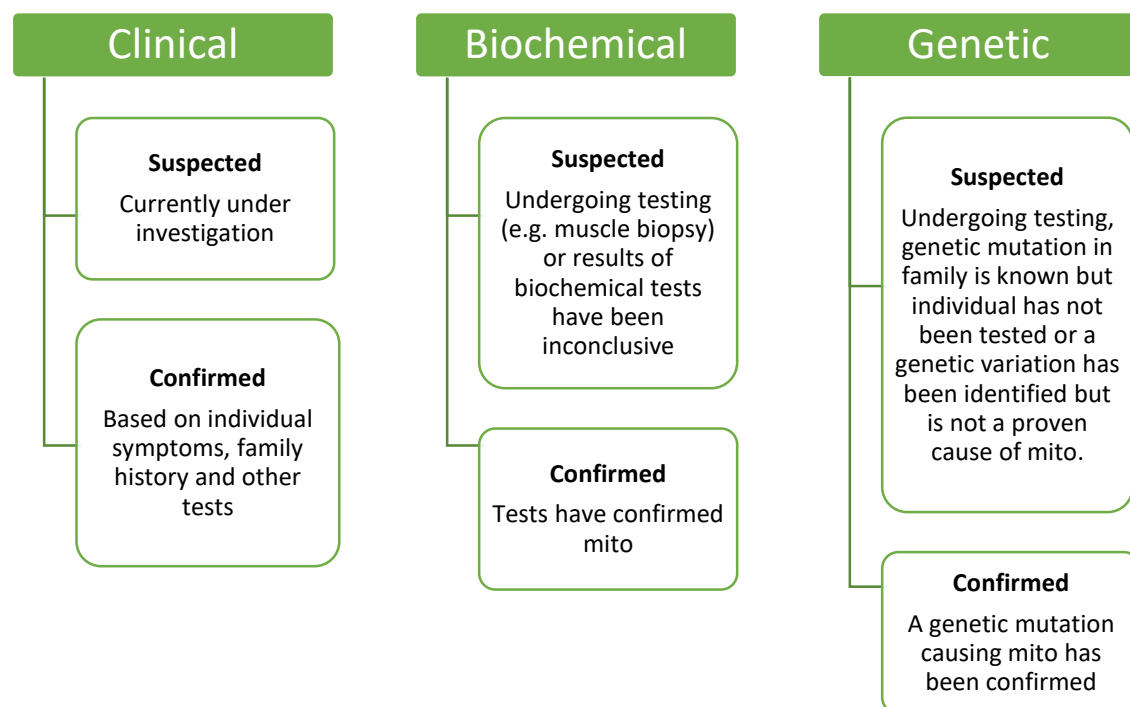 Clinical
Suspected
Currently under
investigation
Confirmed
Based on individual
symptoms, family
history and other
tests
Biochemical
Suspected
Undergoing testing
(e.g. muscle biopsy)
or results of
biochemical tests
have been
inconclusive
Confirmed
Tests have confirmed
mito
Genetic
Suspected
Undergoing testing,
genetic mutation in
family is known but
individual has not
been tested or a
genetic variation has
been identified but
is not a proven
cause of mito.
Confirmed
A genetic mutation
causing mito has
been confirmed